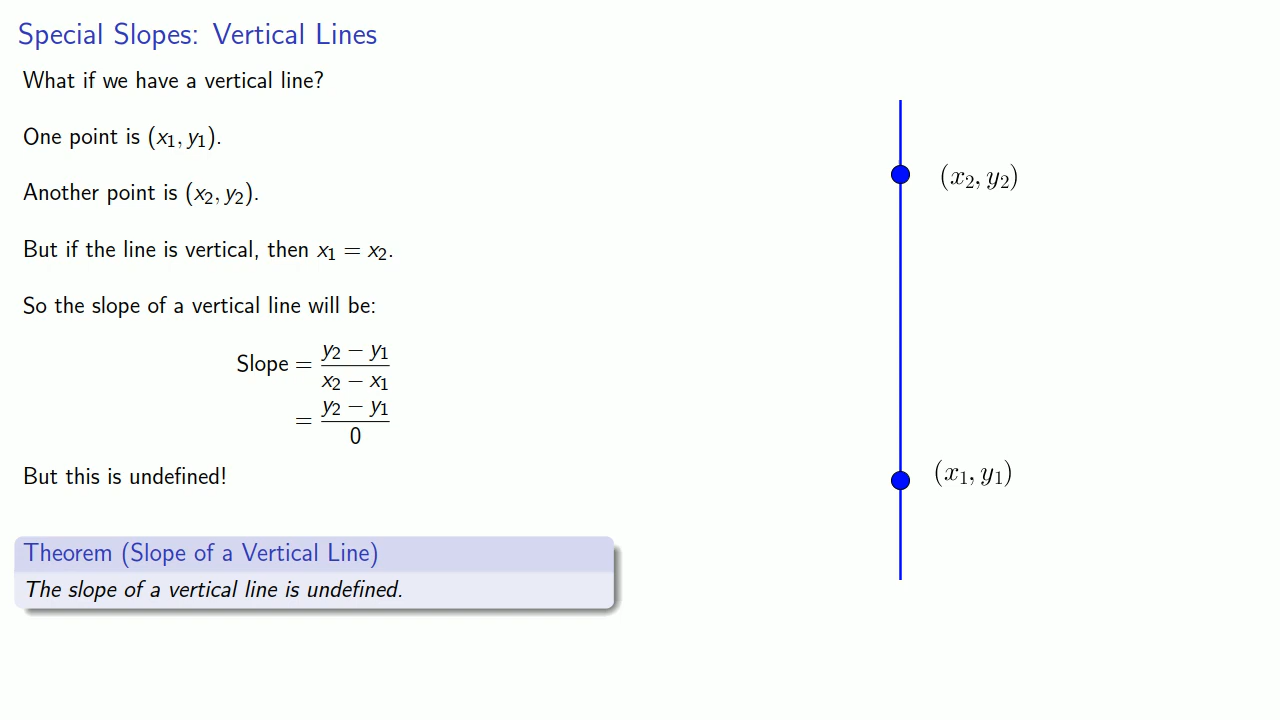 Special Slopes: Vertical Lines
What if we have a vertical line?
One point is (x₁, y₁).
Another point is (x₂, y₂).
But if the line is vertical, then x₁ = x₂.
So the slope of a vertical line will be:
Slope = (y₂ − y₁)/(x₂ − x₁)
= (y₂ − y₁)/0
But this is undefined!
Theorem (Slope of a Vertical Line)
The slope of a vertical line is undefined.
(x₂, y₂)
(x₁, y₁)